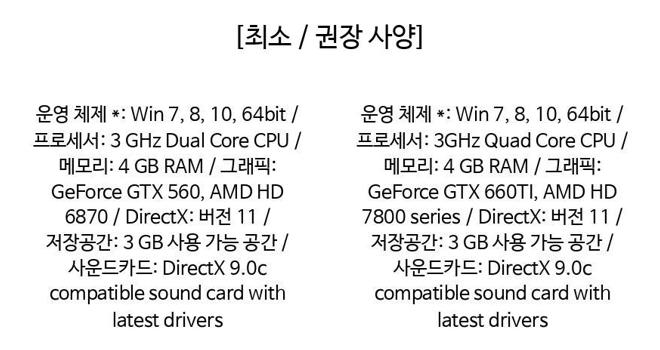 [최소 / 권장 사양]
운영 체제 *: Win 7, 8, 10, 64bit /
프로세서: 3 GHz Dual Core CPU /
메모리: 4 GB RAM / 그래픽:
GeForce GTX 560, AMD HD
6870 / DirectX: 버전 11 /
저장공간: 3 GB 사용 가능 공간 /
사운드카드: DirectX 9.0c
compatible sound card with
latest drivers
운영 체제 *: Win 7, 8, 10, 64bit /
프로세서: 3GHz Quad Core CPU /
메모리: 4 GB RAM / 그래픽:
GeForce GTX 660TI, AMD HD
7800 series / DirectX: 버전 11 /
저장공간: 3 GB 사용 가능 공간 /
사운드카드: DirectX 9.0c
compatible sound card with
latest drivers